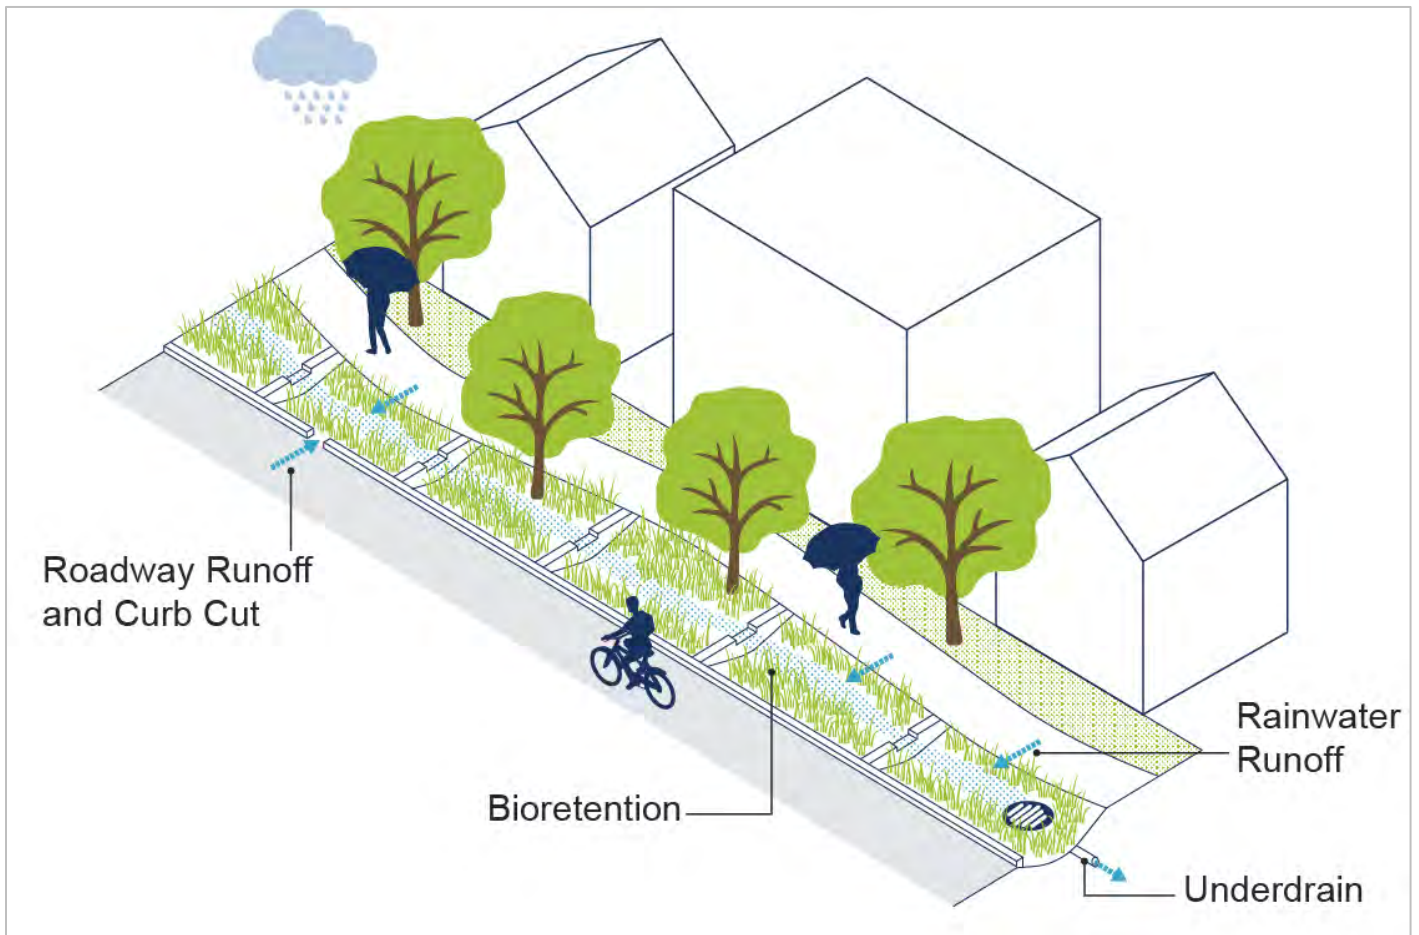 Roadway Runoff
and Curb Cut
Rainwater
Runoff
Bioretention
Underdrain